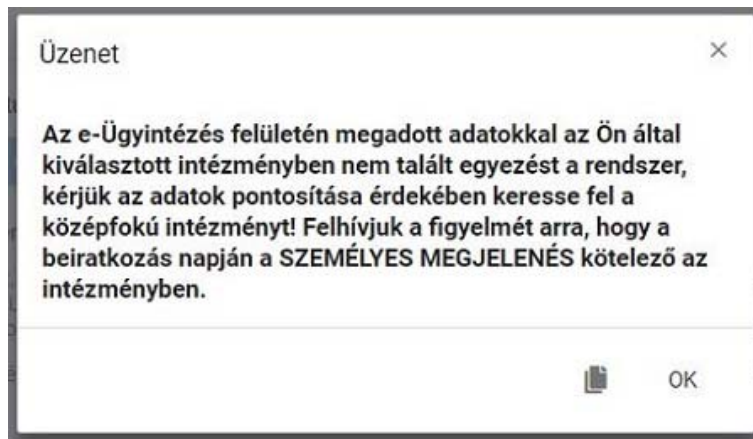 Üzenet
Az e-Ügyintézés felületén megadott adatokkal az Ön által
kiválasztott intézményben nem talált egyezést a rendszer,
kérjük az adatok pontosítása érdekében keresse fel a
középfokú intézményt! Felhívjuk a figyelmét arra, hogy a
beiratkozás napján a SZEMÉLYES MEGJELENÉS kötelező az
intézményben.
OK